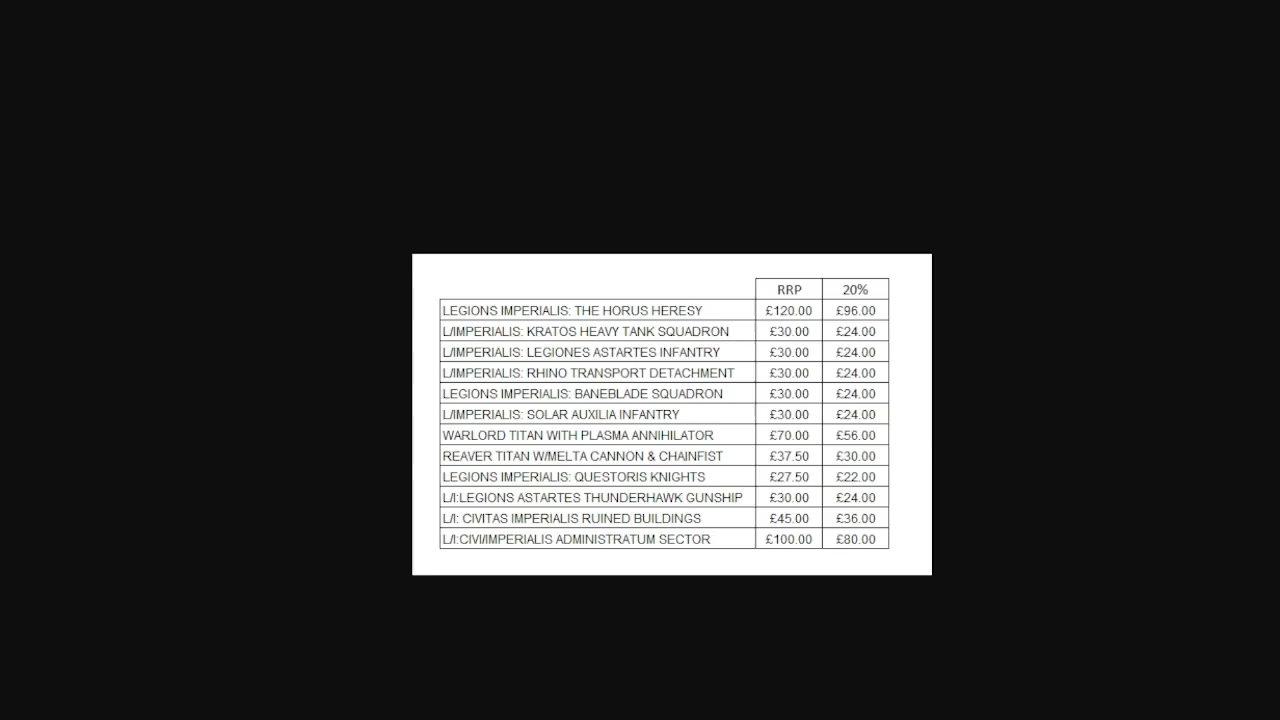 RRP 20%
LEGIONS IMPERIALIS: THE HORUS HERESY £120.00 £96.00
L/IMPERIALIS: KRATOS HEAVY TANK SQUADRON £30.00 £24.00
L/IMPERIALIS: LEGIONES ASTARTES INFANTRY £30.00 £24.00
L/IMPERIALIS: RHINO TRANSPORT DETACHMENT £30.00 £24.00
LEGIONS IMPERIALIS: BANEBLADE SQUADRON £30.00 £24.00
L/IMPERIALIS: SOLAR AUXILIA INFANTRY £30.00 £24.00
WARLORD TITAN WITH PLASMA ANNIHILATOR £70.00 £56.00
REAVER TITAN W/MELTA CANNON & CHAINFIST £37.50 £30.00
LEGIONS IMPERIALIS: QUESTORIS KNIGHTS £27.50 £22.00
L/I:LEGIONS ASTARTES THUNDERHAWK GUNSHIP £30.00 £24.00
L/I: CIVITAS IMPERIALIS RUINED BUILDINGS £45.00 £36.00
L/I:CIVI/IMPERIALIS ADMINISTRATUM SECTOR £100.00 £80.00